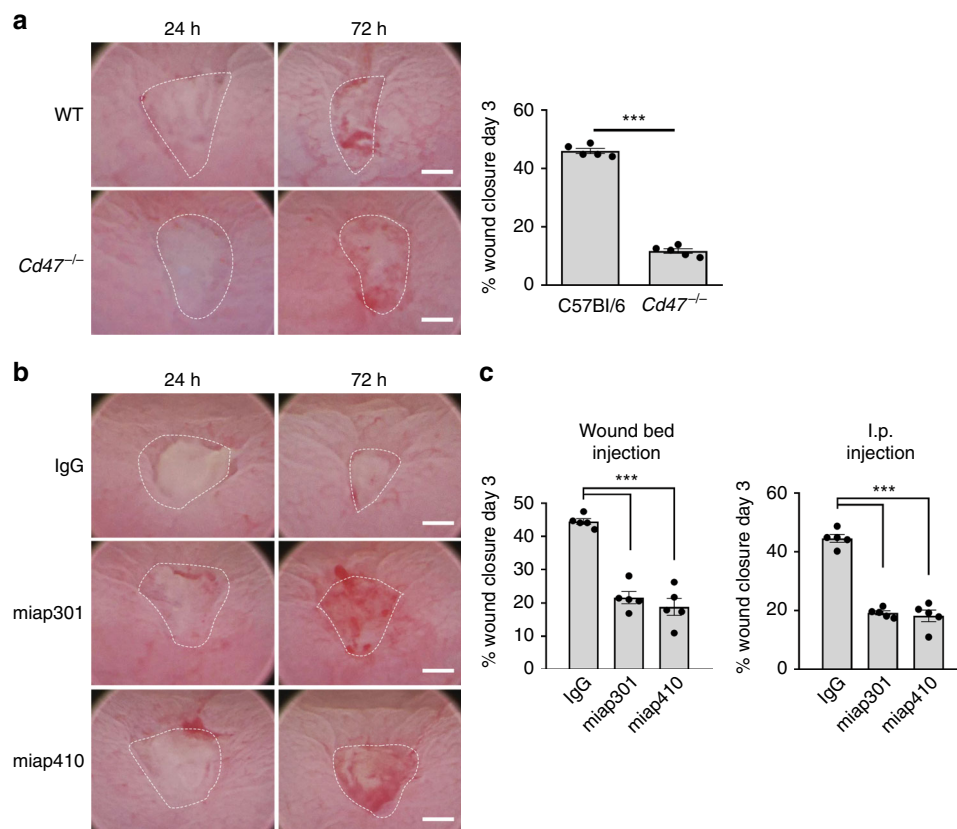 a
24 h 72 h
WT
Cd47–/–
% wound closure day 3
60
40
20
0
***
C57Bl/6 Cd47–/–
b
24 h 72 h
IgG
miap301
miap410
c
Wound bed
injection
% wound closure day 3
50
40
30
20
10
0
***
IgG
miap301
miap410
I.p.
injection
% wound closure day 3
60
40
20
0
***
IgG
miap301
miap410